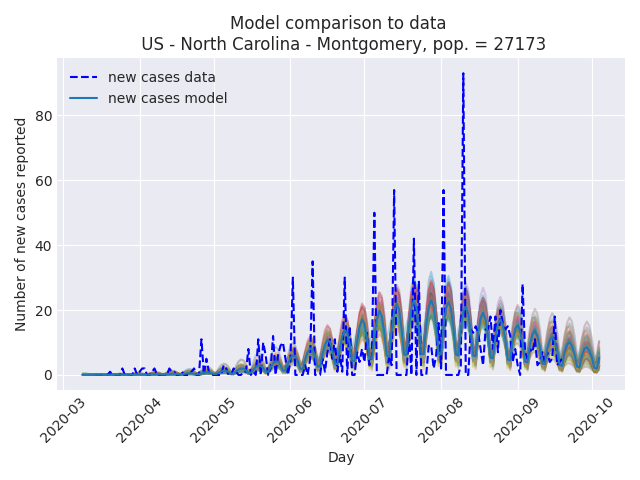 Model comparison to data
US - North Carolina - Montgomery, pop. = 27173
new cases data
new cases model
Number of new cases reported
80
60
40
20
0
2020-03
2020-04
2020-05
2020-06
2020-07
2020-08
2020-09
2020-10
Day